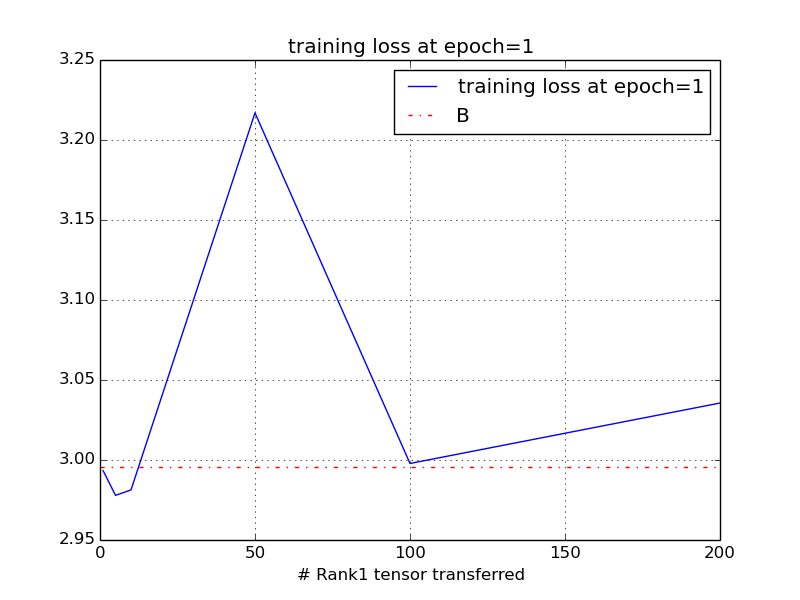 training loss at epoch=1
3.25
training loss at epoch=1
B
3.20
3.15
3.10
3.05
3.00
2.95
0 50 100 150 200
# Rank1 tensor transferred